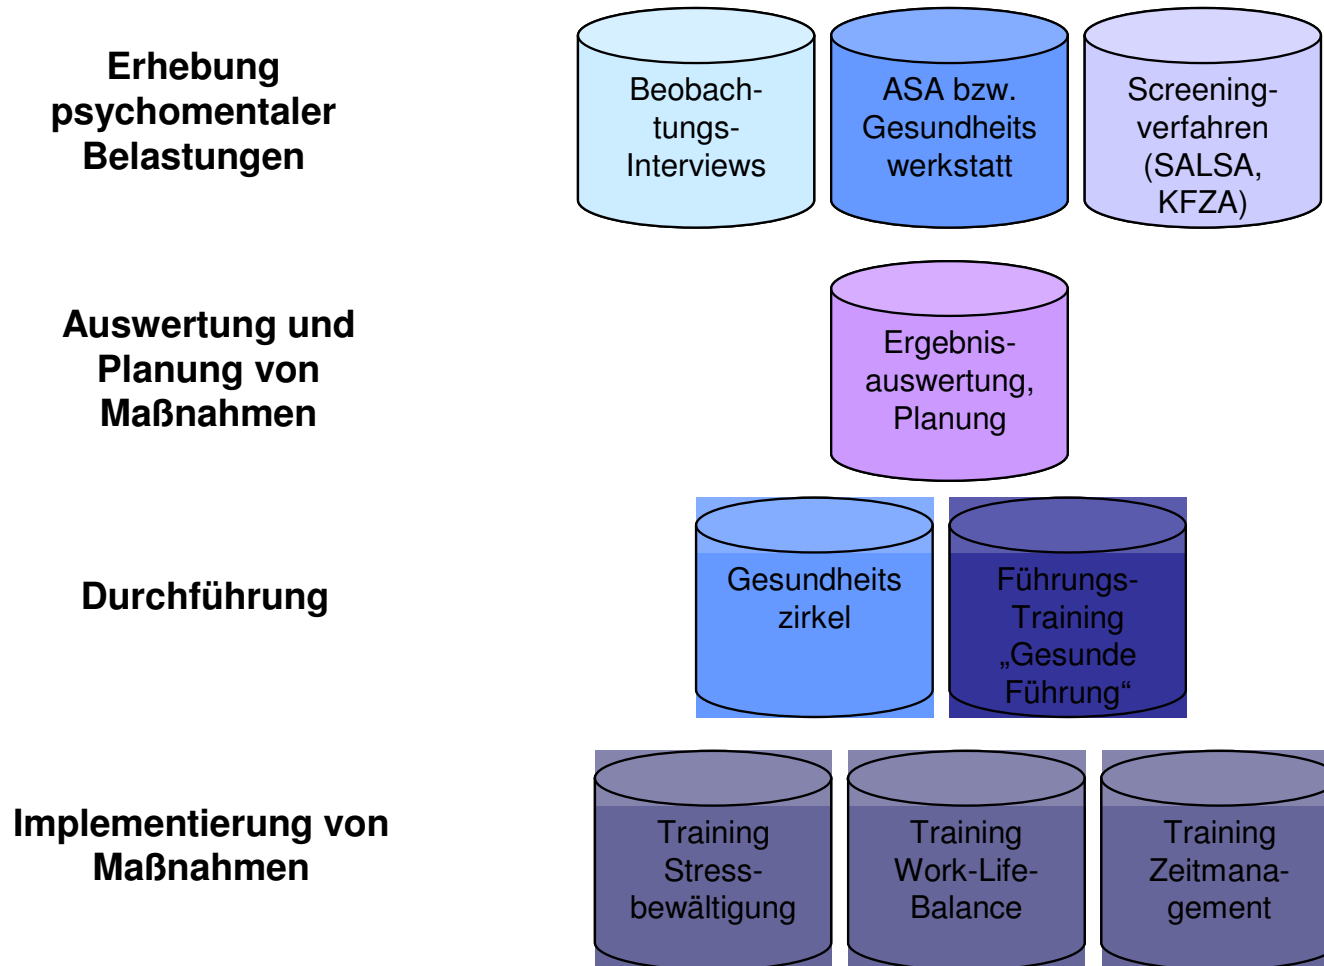 Erhebung
psychomentaler
Belastungen
Beobach-
tungs-
Interviews
ASA bzw.
Gesundheits
werkstatt
Screening-
verfahren
(SALSA,
KFZA)
Auswertung und
Planung von
Maßnahmen
Ergebnis-
auswertung,
Planung
Durchführung
Gesundheits
zirkel
Führungs-
Training
„Gesunde
Führung“
Implementierung von
Maßnahmen
Training
Stress-
bewältigung
Training
Work-Life-
Balance
Training
Zeitmana-
gement